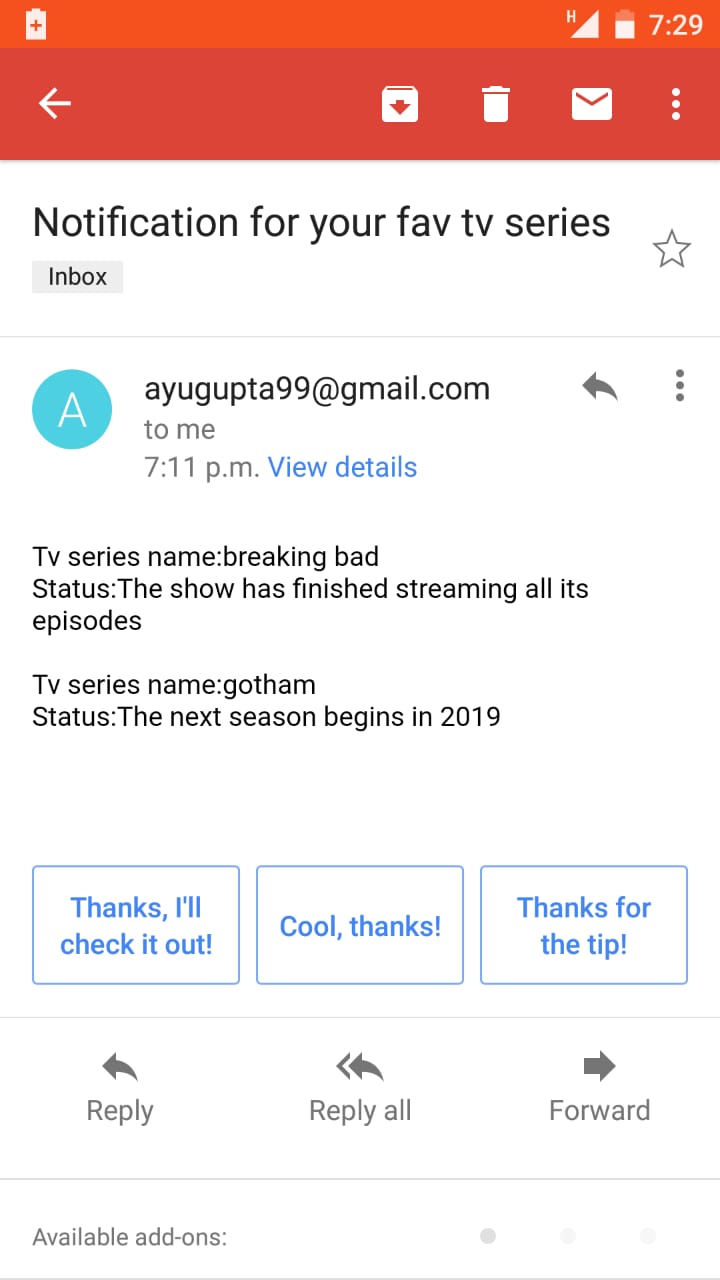 H 7:29
Notification for your fav tv series
Inbox
A
ayugupta99@gmail.com
to me
7:11 p.m. View details
Tv series name:breaking bad
Status:The show has finished streaming all its
episodes
Tv series name:gotham
Status:The next season begins in 2019
Thanks, I'll
check it out!
Cool, thanks!
Thanks for
the tip!
Reply
Reply all
Forward
Available add-ons: